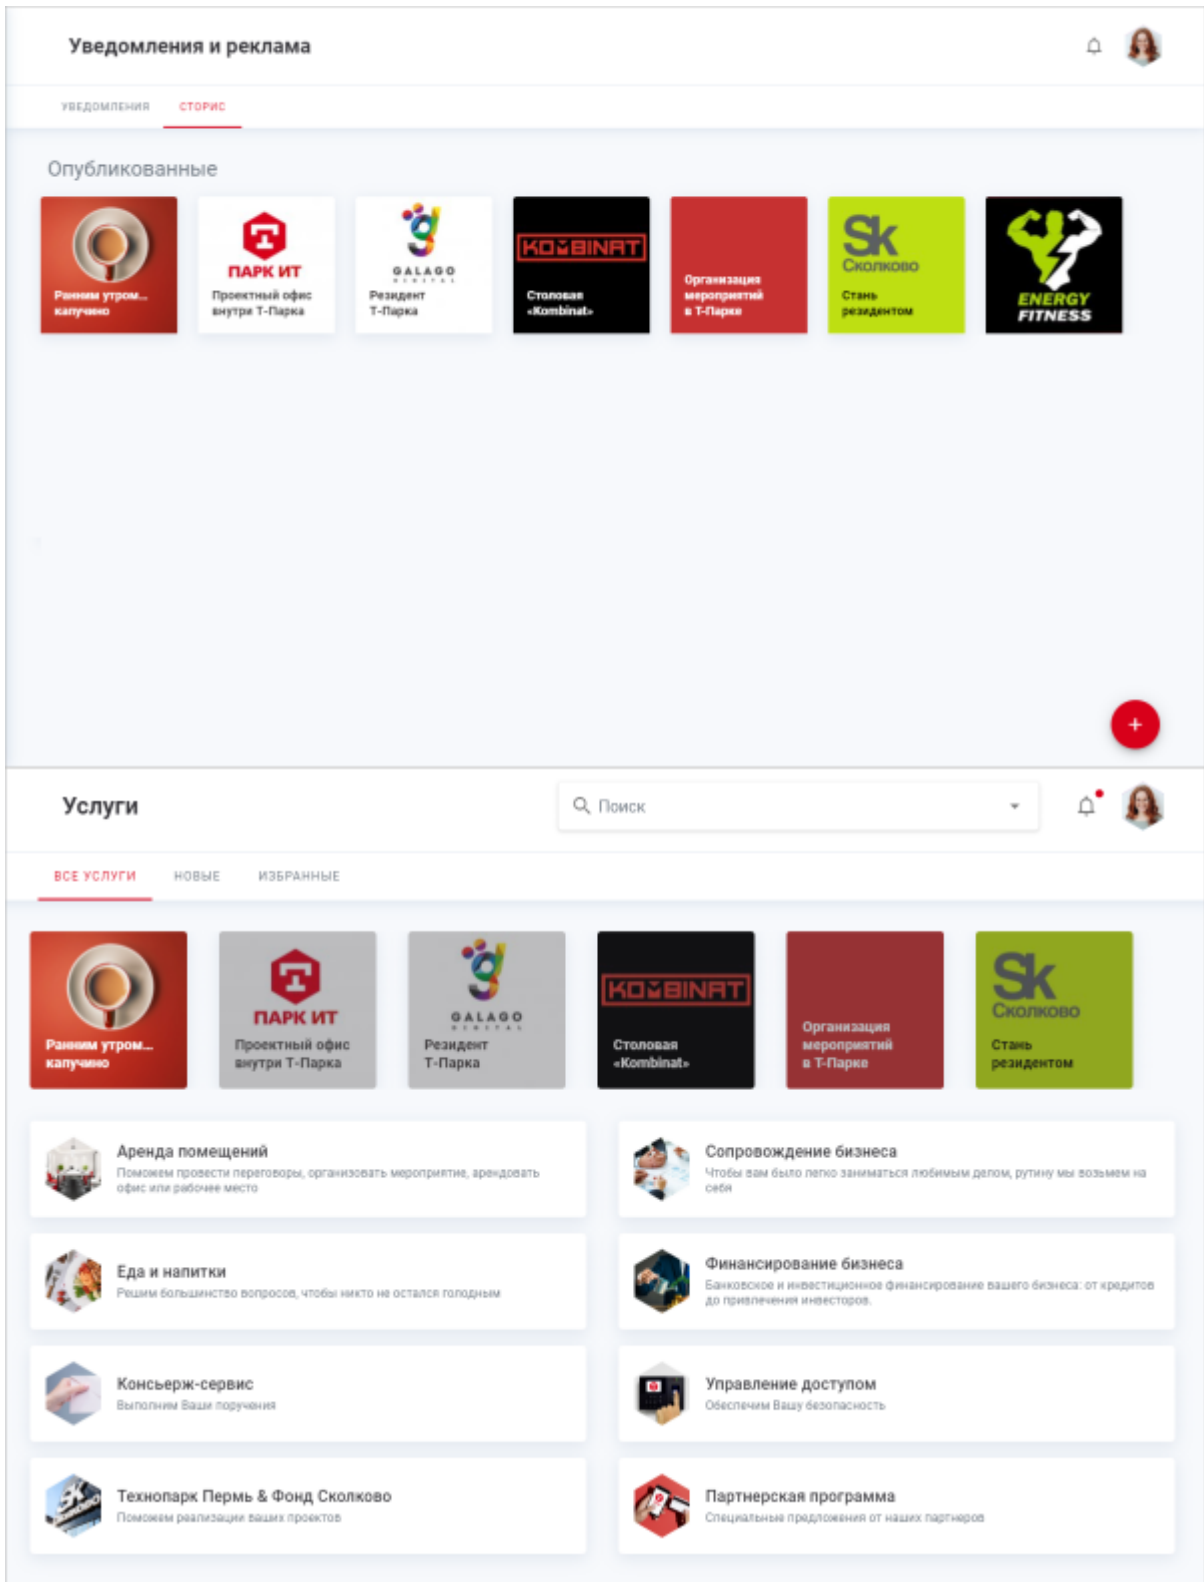 Уведомления и реклама
УВЕДОМЛЕНИЯ
СТОРИС
Опубликованные
Ранним утром...
капучино
ПАРК ИТ
Проектный офис
внутри Т-Парка
GALAGO
DIGITAL
Резидент
Т-Парка
KOMBINAT
Столовая
«Kombinat»
Организация
мероприятий
в Т-Парке
Sk
Сколково
Стань
резидентом
ENERGY
FITNESS
+
Услуги
Поиск
ВСЕ УСЛУГИ
НОВЫЕ
ИЗБРАННЫЕ
Ранним утром...
капучино
ПАРК ИТ
Проектный офис
внутри Т-Парка
GALAGO
DIGITAL
Резидент
Т-Парка
KOMBINAT
Столовая
«Kombinat»
Организация
мероприятий
в Т-Парке
Sk
Сколково
Стань
резидентом
Аренда помещений
Поможем провести переговоры, организовать мероприятие, арендовать
офис или рабочее место
Сопровождение бизнеса
Чтобы вам было легко заниматься любимым делом, рутину мы возьмем на
себя
Еда и напитки
Решим большинство вопросов, чтобы никто не остался голодным
Финансирование бизнеса
Банковское и инвестиционное финансирование вашего бизнеса: от кредитов
до привлечения инвесторов.
Консьерж-сервис
Выполним Ваши поручения
Управление доступом
Обеспечим Вашу безопасность
Технопарк Пермь & Фонд Сколково
Поможем реализации ваших проектов
Партнерская программа
Специальные предложения от наших партнеров